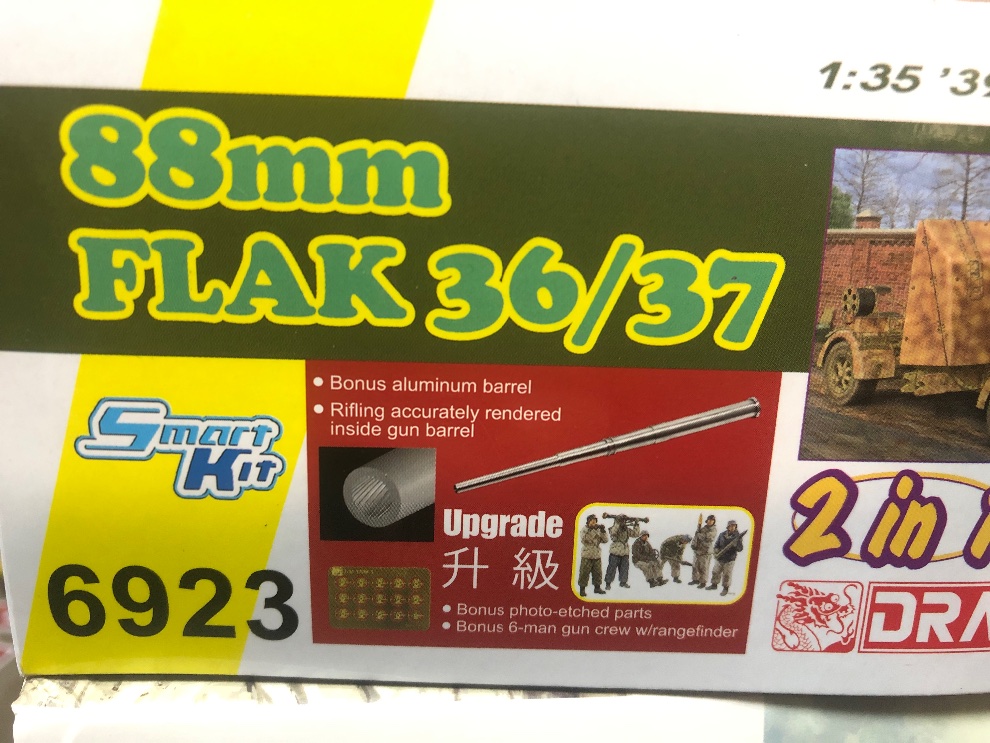 1:35 '39
88mm
FLAK 36/37
Smart
Kit
6923
• Bonus aluminum barrel
• Rifling accurately rendered
inside gun barrel
Upgrade
升級
• Bonus photo-etched parts
• Bonus 6-man gun crew w/rangefinder
2 in
DRA